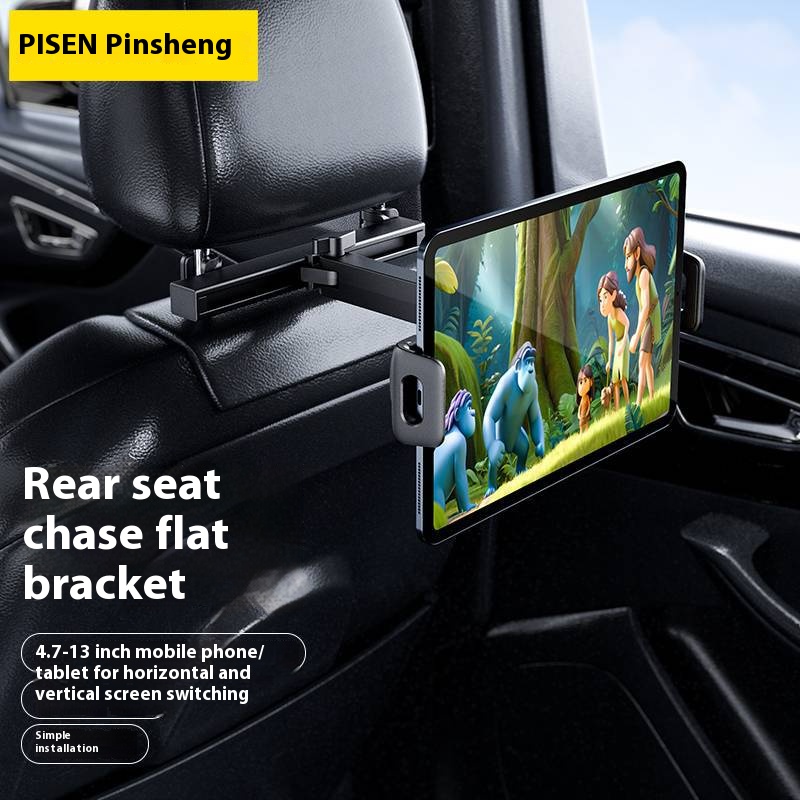 PISEN Pinsheng
Rear seat
chase flat
bracket
4.7-13 inch mobile phone/
tablet for horizontal and
vertical screen switching
Simple
installation